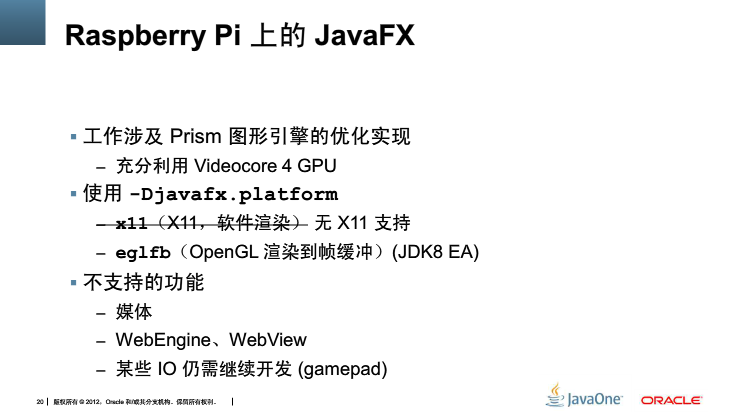 Raspberry Pi 上的 JavaFX
▪ 工作涉及 Prism 图形引擎的优化实现
– 充分利用 Videocore 4 GPU
▪ 使用 -Djavafx.platform
– x11（X11，软件渲染） 无 X11 支持
– eglfb（OpenGL 渲染到帧缓冲）(JDK8 EA)
▪ 不支持的功能
– 媒体
– WebEngine、WebView
– 某些 IO 仍需继续开发 (gamepad)
20 版权所有 © 2012，Oracle 和/或其分支机构。保留所有权利。
JavaOne ORACLE